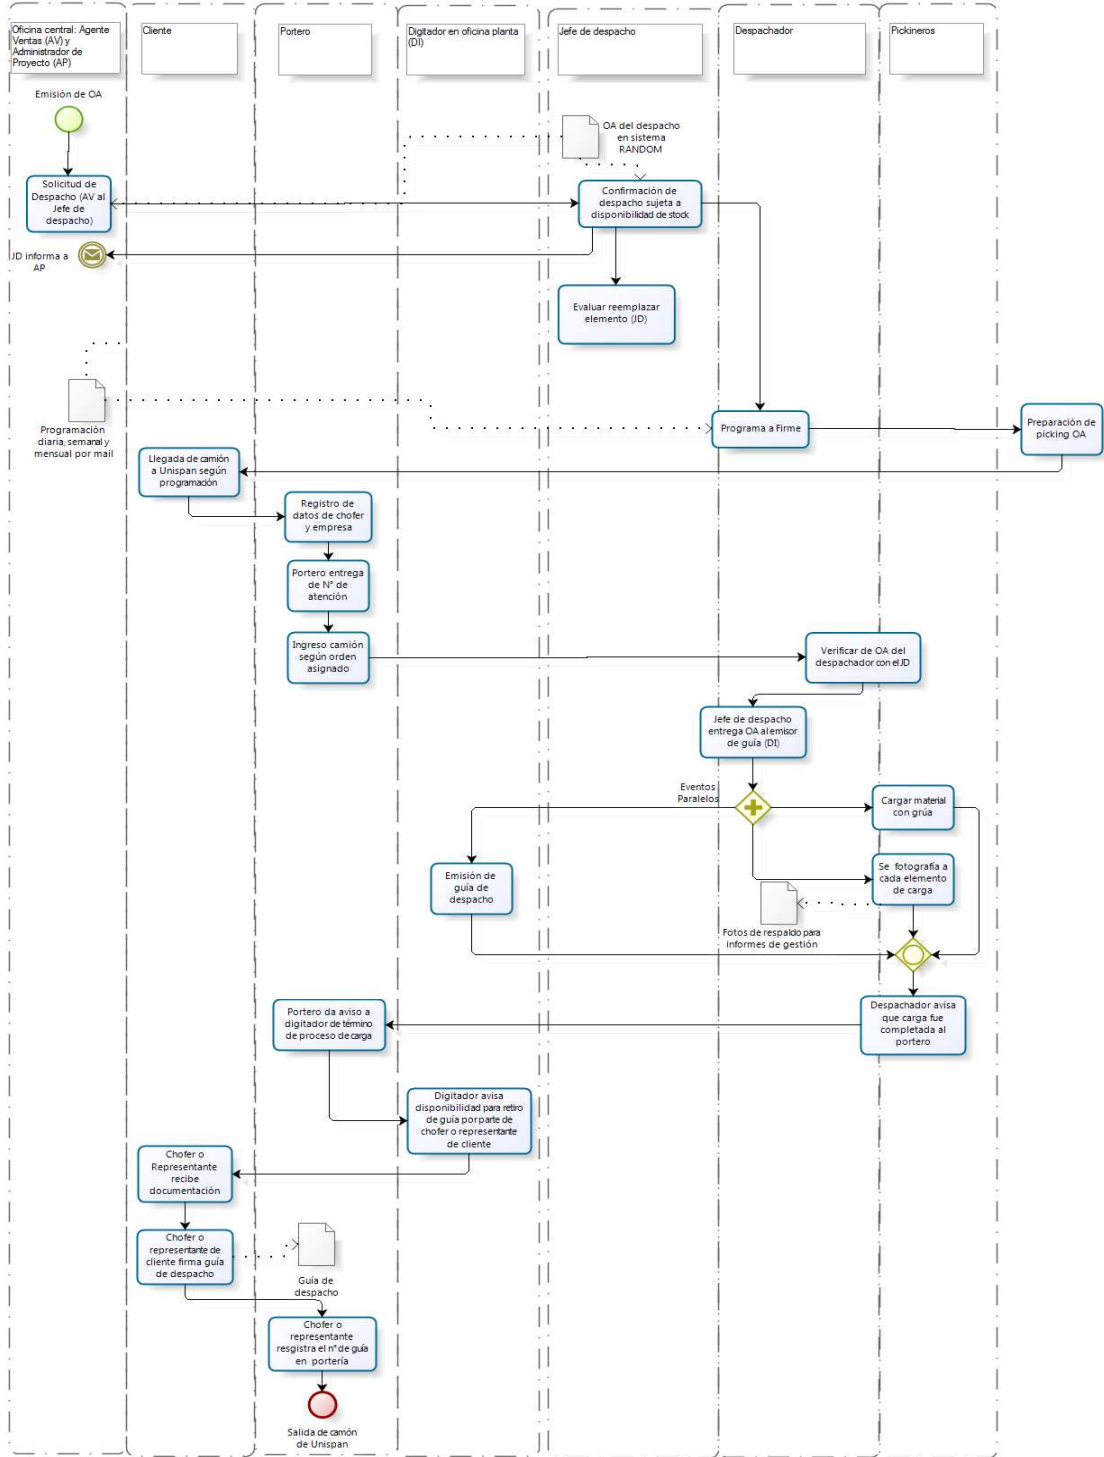 Oficina central: Agente
Ventas (AV) y
Administrador de
Proyecto (AP)
Cliente
Portero
Digitador en oficina planta
(DI)
Jefe de despacho
Despachador
Pickineros
Emisión de OA
OA del despacho
en sistema
RANDOM
Solicitud de
Despacho (AV al
Jefe de
despacho)
Confirmación de
despacho sujeta a
disponibilidad de stock
JD informa a
AP
Evaluar reemplazar
elemento (JD)
Programación
diaria, semanal y
mensual por mail
Programa a Firme
Preparación de
picking OA
Llegada de camión
a Unispan según
programación
Registro de
datos de chofer
y empresa
Portero entrega
de N° de
atención
Ingreso camión
según orden
asignado
Verificar de OA del
despachador con el JD
Jefe de despacho
entrega OA al emisor
de guía (DI)
Eventos
Paralelos
Cargar material
con grúa
Emisión de
guía de
despacho
Se fotografía a
cada elemento
de carga
Fotos de respaldo para
informes de gestión
Portero da aviso a
digitador de término
de proceso de carga
Despachador avisa
que carga fue
completada al
portero
Digitador avisa
disponibilidad para retiro
de guía por parte de
chofer o representante
de cliente
Chofer o
Representante
recibe
documentación
Chofer o
representante de
cliente firma guía
de despacho
Guía de
despacho
Chofer o
representante
resgistra el n° de guía
en portería
Salida de camón
de Unispan